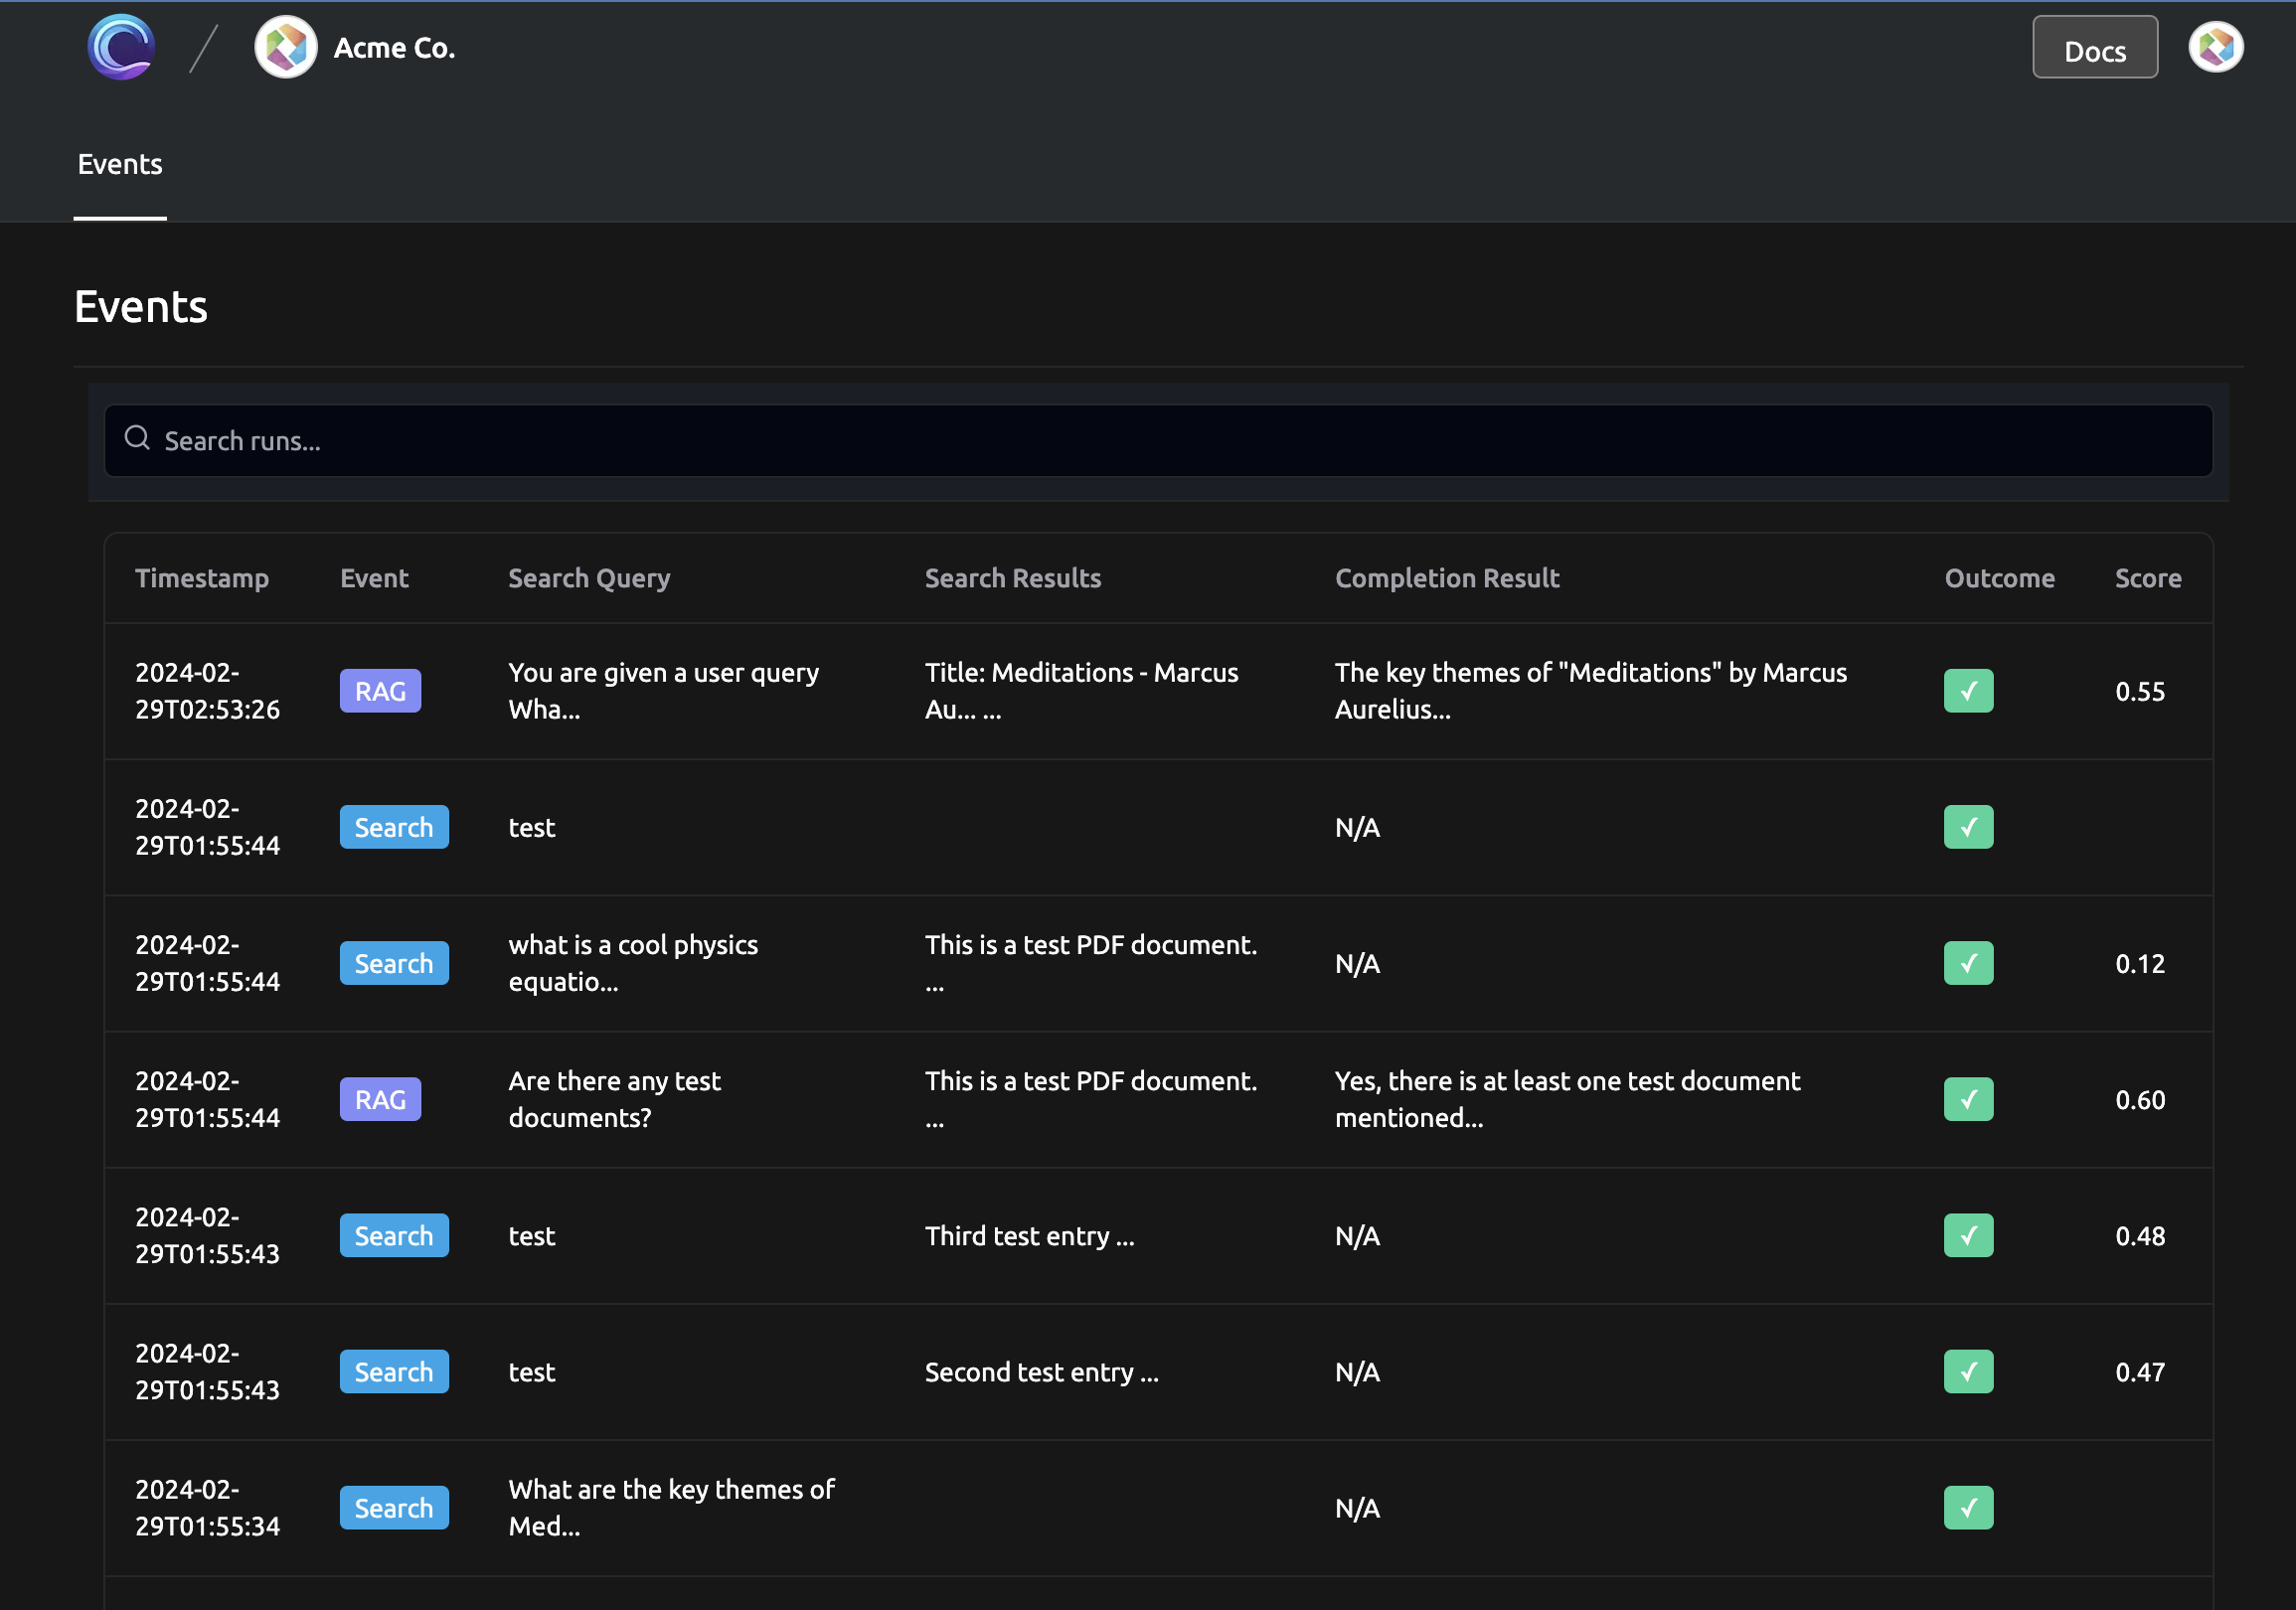 Acme Co.
Docs
Events
Events
Search runs...
Timestamp Event Search Query Search Results Completion Result Outcome Score
2024-02-
29T02:53:26
RAG
You are given a user query
Wha...
Title: Meditations - Marcus
Au... ...
The key themes of "Meditations" by Marcus
Aurelius...
✓
0.55
2024-02-
29T01:55:44
Search
test
N/A
✓
2024-02-
29T01:55:44
Search
what is a cool physics
equatio...
This is a test PDF document.
...
N/A
✓
0.12
2024-02-
29T01:55:44
RAG
Are there any test
documents?
This is a test PDF document.
...
Yes, there is at least one test document
mentioned...
✓
0.60
2024-02-
29T01:55:43
Search
test
Third test entry ...
N/A
✓
0.48
2024-02-
29T01:55:43
Search
test
Second test entry ...
N/A
✓
0.47
2024-02-
29T01:55:34
Search
What are the key themes of
Med...
N/A
✓